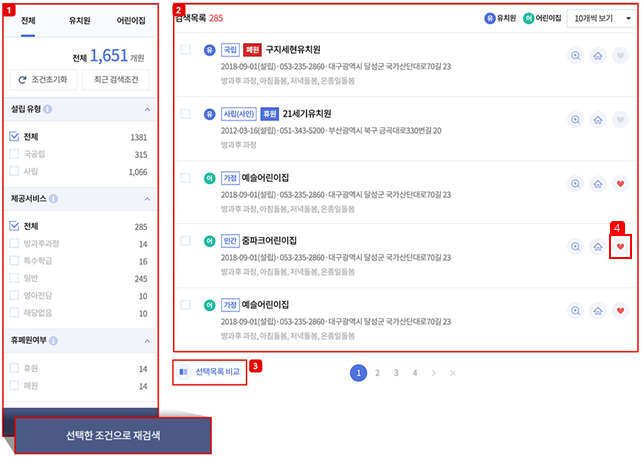 1
전체 유치원 어린이집
전체 1,651 개원
조건초기화 최근 검색조건
설립 유형
전체 1381
국공립 315
사립 1,066
제공서비스
전체 285
방과후과정 14
특수학급 16
일반 245
영아전담 10
해당없음 10
휴폐원여부
휴원 14
폐원 14
선택한 조건으로 재검색
2
검색목록 285
유 유치원 어 어린이집 10개씩 보기
유 국립 폐원 구지세현유치원
2018-09-01(설립)·053-235-2860·대구광역시 달성군 국가산단대로70길 23
방과후 과정, 아침돌봄, 저녁돌봄, 온종일돌봄
유 사립(사인) 휴원 21세기유치원
2012-03-16(설립)·051-343-5200·부산광역시 북구 금곡대로330번길 20
방과후 과정
어 가정 예슬어린이집
2018-09-01(설립)·053-235-2860·대구광역시 달성군 국가산단대로70길 23
방과후 과정, 아침돌봄, 저녁돌봄, 온종일돌봄
4
어 민간 줌파크어린이집
2018-09-01(설립)·053-235-2860·대구광역시 달성군 국가산단대로70길 23
방과후 과정, 아침돌봄, 저녁돌봄, 온종일돌봄
어 가정 예슬어린이집
2018-09-01(설립)·053-235-2860·대구광역시 달성군 국가산단대로70길 23
방과후 과정, 아침돌봄, 저녁돌봄, 온종일돌봄
선택목록 비교 3
1 2 3 4